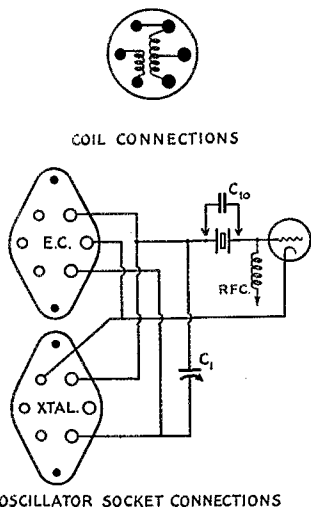 COIL CONNECTIONS
C10
E.C.
RFC.
C1
XTAL.
OSCILLATOR SOCKET CONNECTIONS